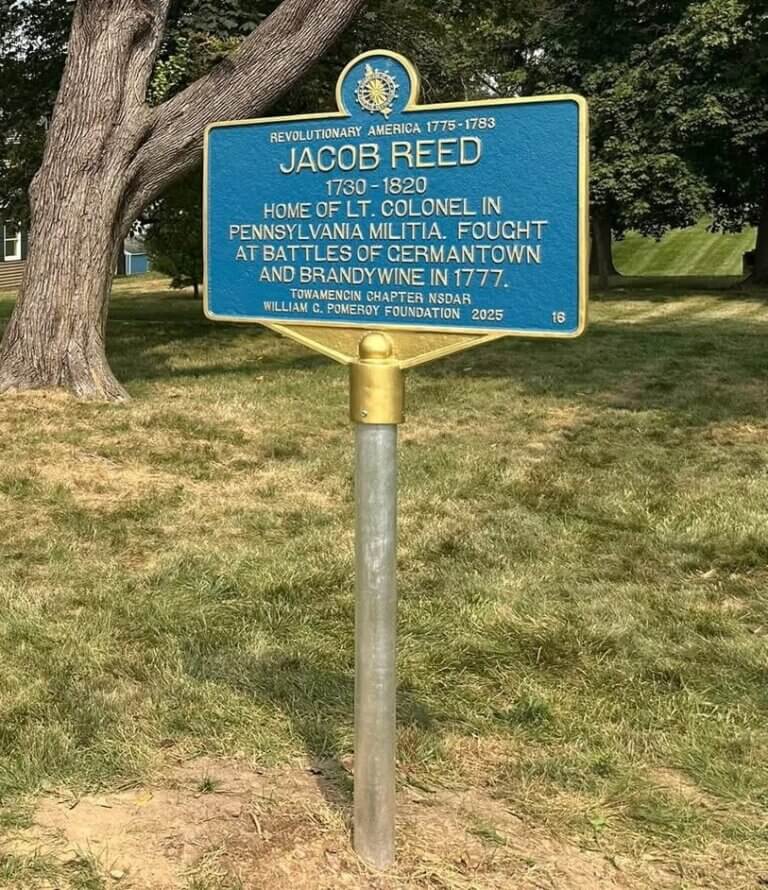 REVOLUTIONARY AMERICA 1775-1783
JACOB REED
1730 - 1820
HOME OF LT. COLONEL IN
PENNSYLVANIA MILITIA. FOUGHT
AT BATTLES OF GERMANTOWN
AND BRANDYWINE IN 1777.
TOWAMENCIN CHAPTER NSDAR
WILLIAM G. POMEROY FOUNDATION 2025 16